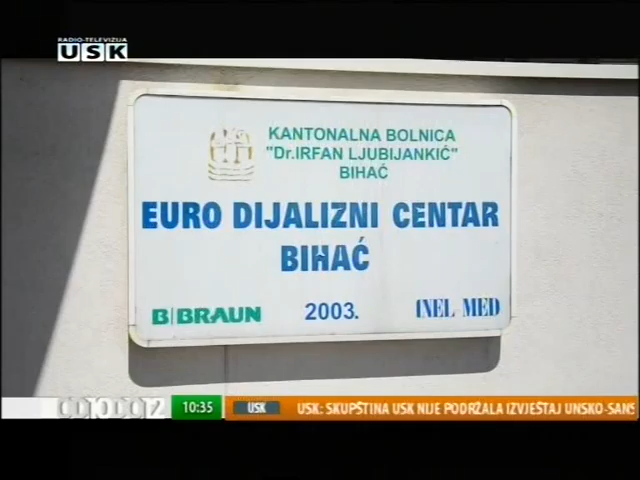 RADIO-TELEVIZIJA
USK
KANTONALNA BOLNICA
"Dr.IRFAN LJUBIJANKIĆ"
BIHAĆ
EURO DIJALIZNI CENTAR
BIHAĆ
B|BRAUN
2003.
INEL MED
10:35
USK
USK: SKUPŠTINA USK NIJE PODRŽALA IZVJEŠTAJ UNSKO-SANS